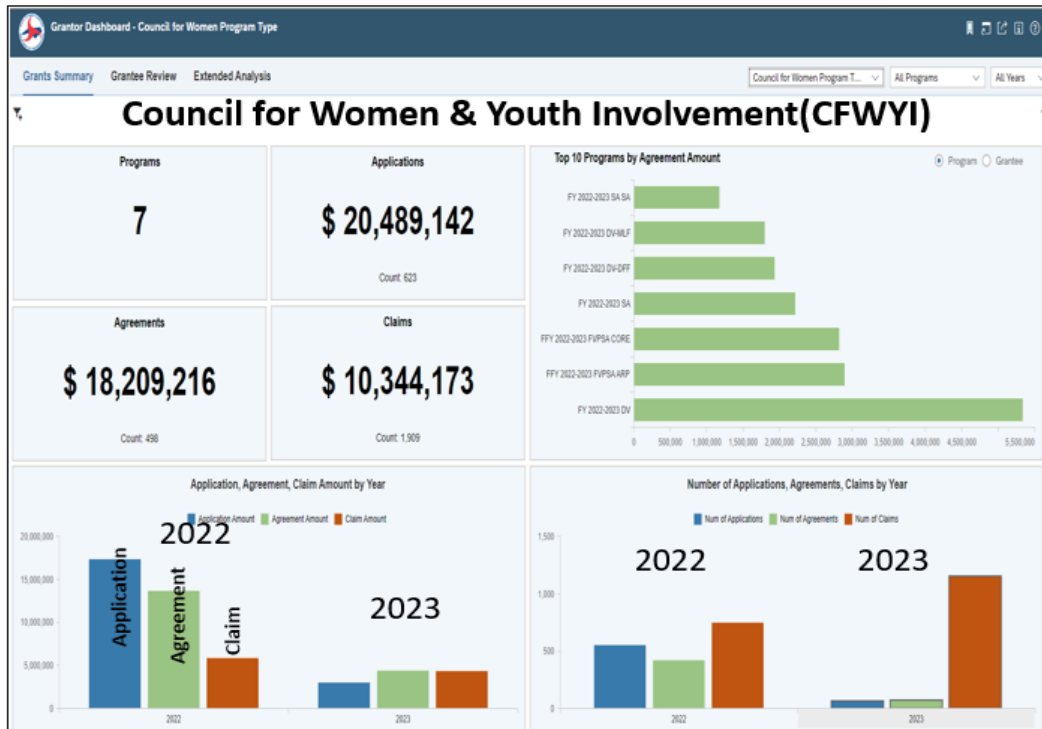 Grantor Dashboard - Council for Women Program Type
Grants Summary Grantee Review Extended Analysis
Council for Women Program T... All Programs All Years
Council for Women & Youth Involvement(CFWYI)
Programs
7
Applications
$ 20,489,142
Count: 623
Agreements
$ 18,209,216
Count: 498
Claims
$ 10,344,173
Count: 1,909
Top 10 Programs by Agreement Amount
Program Grantee
FY 2022-2023 SA SA
FY 2022-2023 DV-MLF
FY 2022-2023 DV-DFF
FY 2022-2023 SA
FFY 2022-2023 FVPSA CORE
FFY 2022-2023 FVPSA ARP
FY 2022-2023 DV
0 500,000 1,000,000 1,500,000 2,000,000 2,500,000 3,000,000 3,500,000 4,000,000 4,500,000 5,500,000
Application, Agreement, Claim Amount by Year
Application Amount Agreement Amount Claim Amount
20,000,000
15,000,000
10,000,000
5,000,000
0
2022
Application
Agreement
Claim
2023
2022 2023
Number of Applications, Agreements, Claims by Year
Num of Applications Num of Agreements Num of Claims
1,500
1,000
500
0
2022 2023
2022 2023